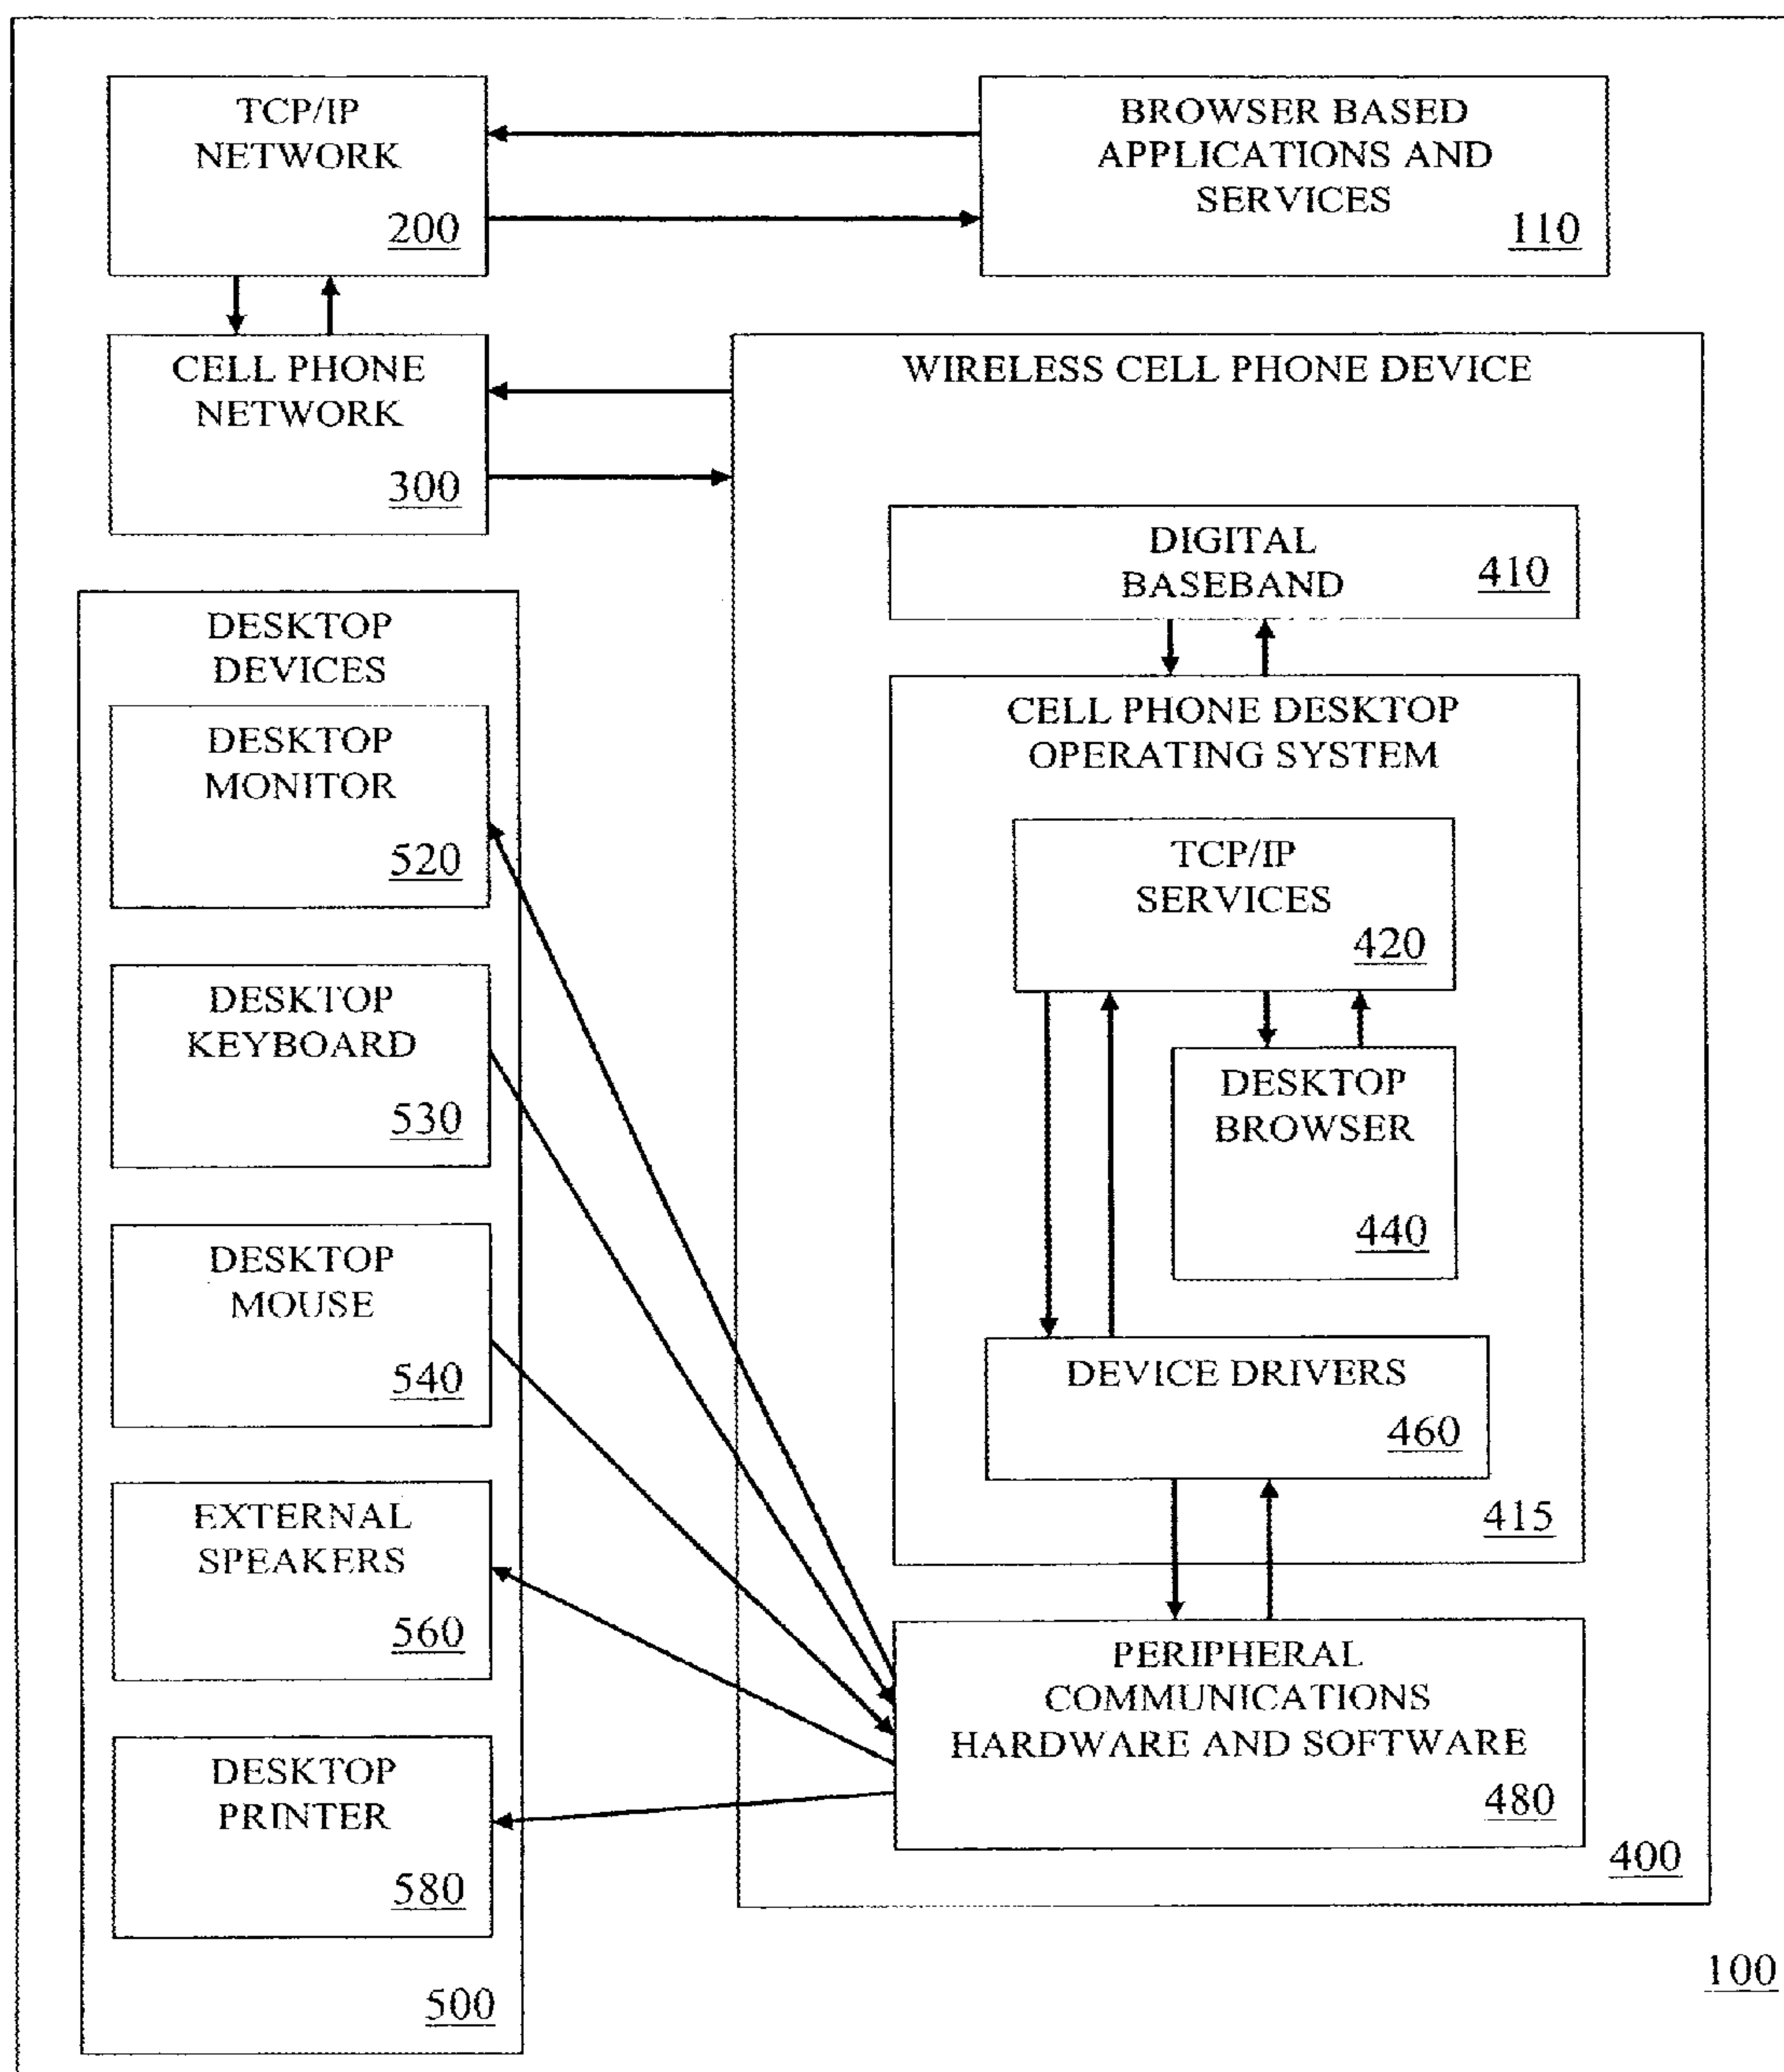 TCP/IP
NETWORK
200
BROWSER BASED
APPLICATIONS AND
SERVICES
110
CELL PHONE
NETWORK
300
WIRELESS CELL PHONE DEVICE
DIGITAL
BASEBAND
410
CELL PHONE DESKTOP
OPERATING SYSTEM
TCP/IP
SERVICES
420
DESKTOP
BROWSER
440
DEVICE DRIVERS
460
415
PERIPHERAL
COMMUNICATIONS
HARDWARE AND SOFTWARE
480
400
DESKTOP
DEVICES
DESKTOP
MONITOR
520
DESKTOP
KEYBOARD
530
DESKTOP
MOUSE
540
EXTERNAL
SPEAKERS
560
DESKTOP
PRINTER
580
500
100